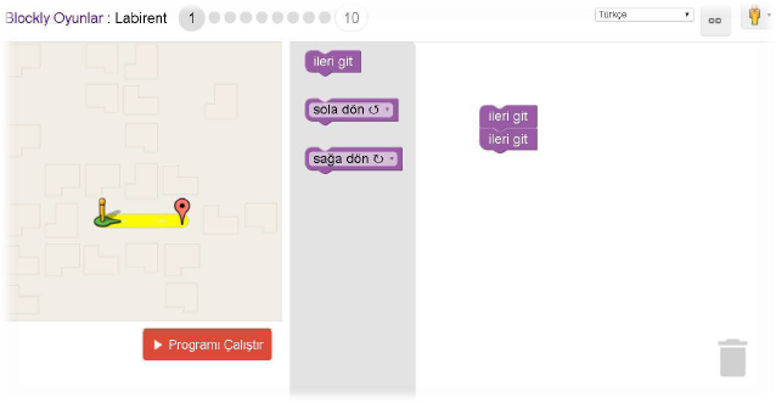 Blockly Oyunlar : Labirent 1 10
Türkçe
ileri git
sola dön
sağa dön
ileri git
ileri git
Programı Çalıştır